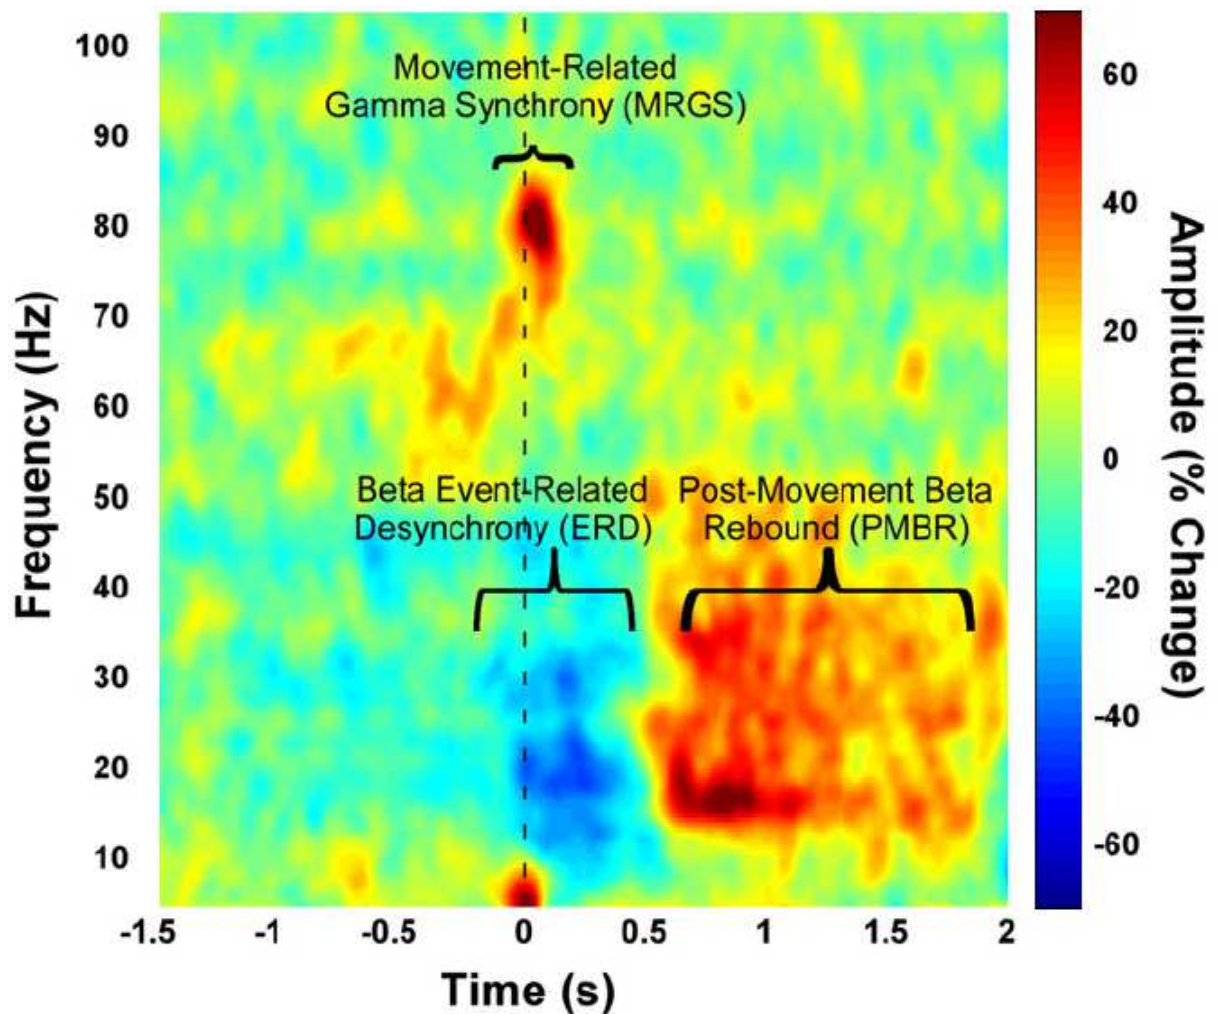 Movement-Related
Gamma Synchrony (MRGS)
Beta Event-Related
Desynchrony (ERD)
Post-Movement Beta
Rebound (PMBR)
Frequency (Hz)
100
90
80
70
60
50
40
30
20
10
-1.5
-1
-0.5
0
0.5
1
1.5
2
Time (s)
60
40
20
0
-20
-40
-60
Amplitude (% Change)